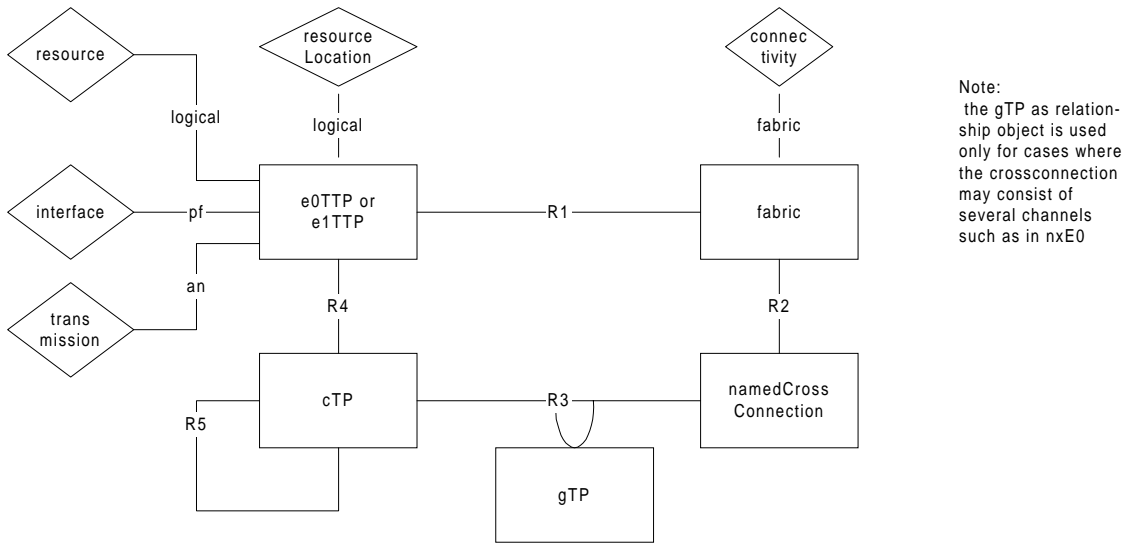 resource
resource
Location
connec
tivity
Note:
the gTP as relation-
ship object is used
only for cases where
the crossconnection
may consist of
several channels
such as in nxE0
logical
logical
fabric
interface
pf
e0TTP or
e1TTP
R1
fabric
an
trans
mission
R4
R2
cTP
R3
namedCross
Connection
R5
gTP